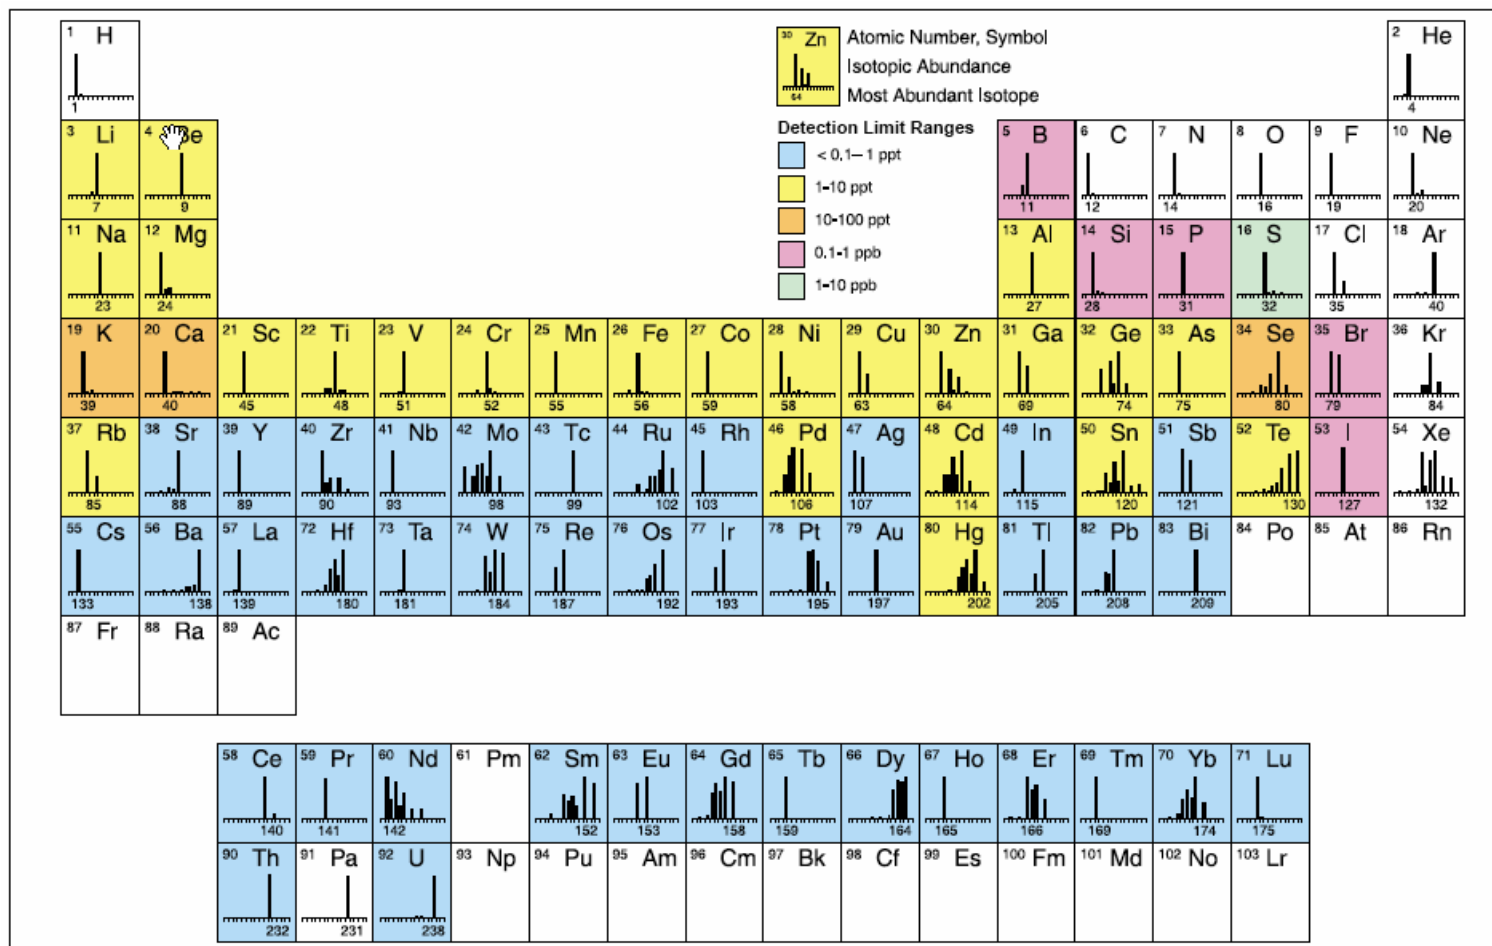 1 H
30 Zn
64
Atomic Number, Symbol
Isotopic Abundance
Most Abundant Isotope
2 He
1
4
Detection Limit Ranges
< 0.1– 1 ppt
1-10 ppt
10-100 ppt
0.1-1 ppb
1-10 ppb
3 Li 4 Be 5 B 6 C 7 N 8 O 9 F 10 Ne
7 9 11 12 14 16 19 20
11 Na 12 Mg 13 Al 14 Si 15 P 16 S 17 Cl 18 Ar
23 24 27 28 31 32 35 40
19 K 20 Ca 21 Sc 22 Ti 23 V 24 Cr 25 Mn 26 Fe 27 Co 28 Ni 29 Cu 30 Zn 31 Ga 32 Ge 33 As 34 Se 35 Br 36 Kr
39 40 45 48 51 52 55 56 59 58 63 64 69 74 75 80 79 84
37 Rb 38 Sr 39 Y 40 Zr 41 Nb 42 Mo 43 Tc 44 Ru 45 Rh 46 Pd 47 Ag 48 Cd 49 In 50 Sn 51 Sb 52 Te 53 I 54 Xe
85 88 89 90 93 98 99 102 103 106 107 114 115 120 121 130 127 132
55 Cs 56 Ba 57 La 72 Hf 73 Ta 74 W 75 Re 76 Os 77 Ir 78 Pt 79 Au 80 Hg 81 Tl 82 Pb 83 Bi 84 Po 85 At 86 Rn
133 138 139 180 181 184 187 192 193 195 197 202 205 208 209
87 Fr 88 Ra 89 Ac
58 Ce 59 Pr 60 Nd 61 Pm 62 Sm 63 Eu 64 Gd 65 Tb 66 Dy 67 Ho 68 Er 69 Tm 70 Yb 71 Lu
140 141 142 152 153 158 159 164 165 166 169 174 175
90 Th 91 Pa 92 U 93 Np 94 Pu 95 Am 96 Cm 97 Bk 98 Cf 99 Es 100 Fm 101 Md 102 No 103 Lr
232 231 238